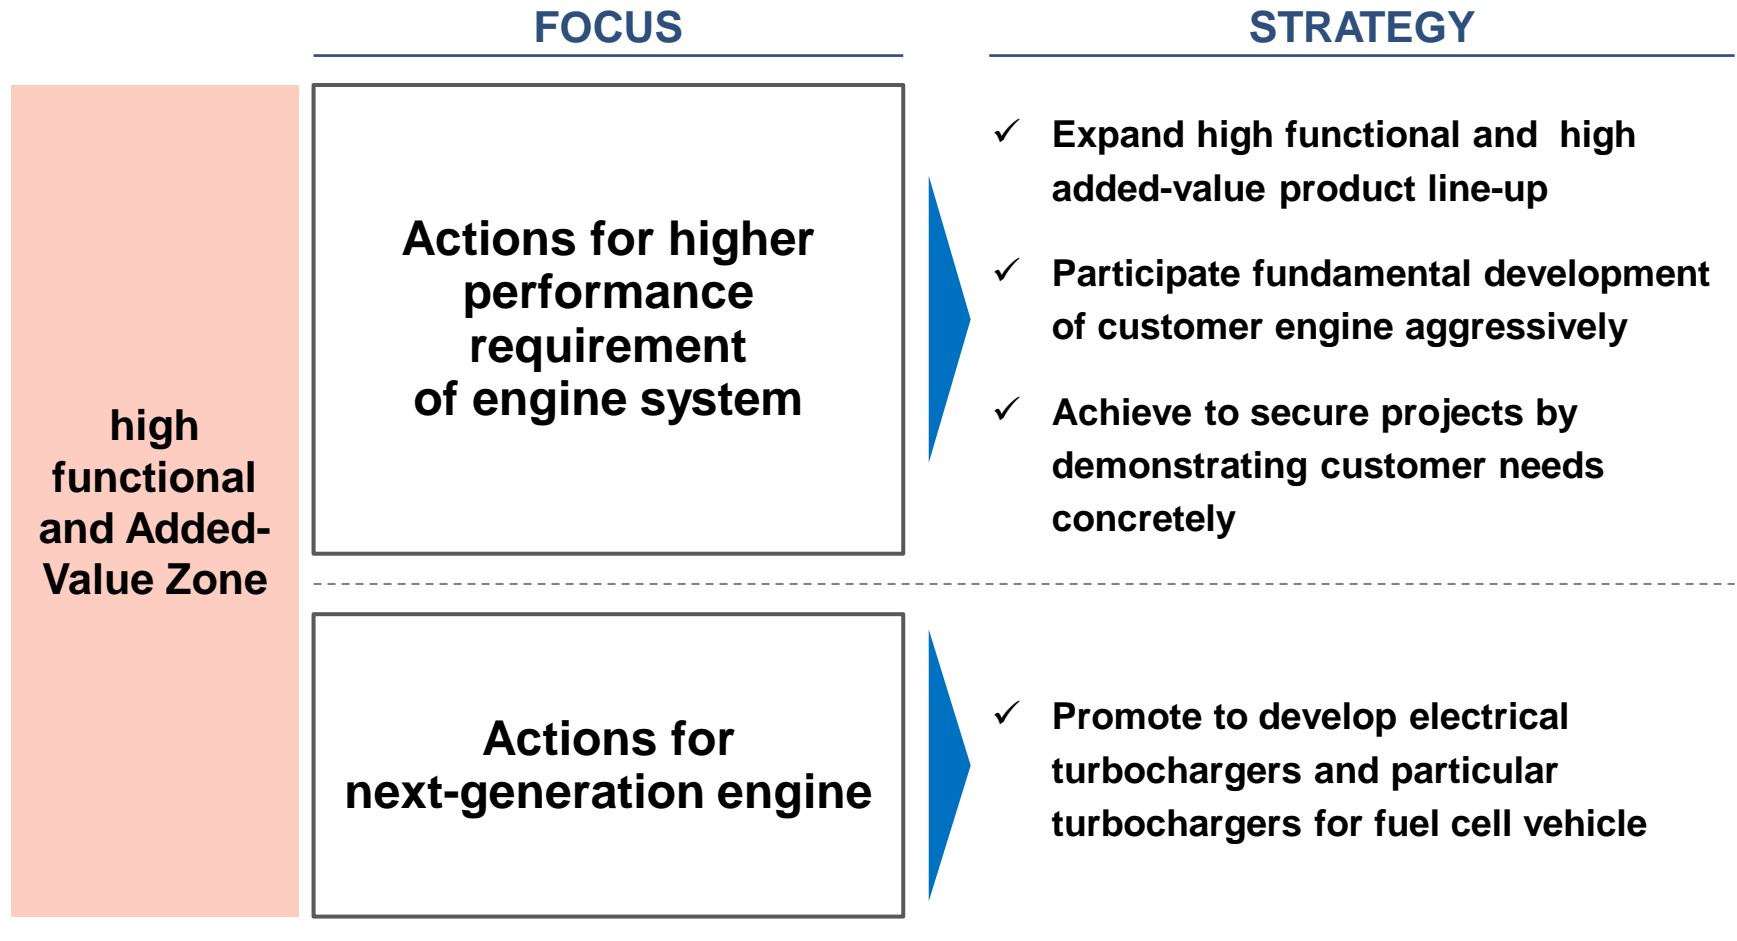 FOCUS
STRATEGY
high
functional
and Added-
Value Zone
Actions for higher
performance
requirement
of engine system
✓ Expand high functional and  high
added-value product line-up
✓ Participate fundamental development
of customer engine aggressively
✓ Achieve to secure projects by
demonstrating customer needs
concretely
Actions for
next-generation engine
✓ Promote to develop electrical
turbochargers and particular
turbochargers for fuel cell vehicle